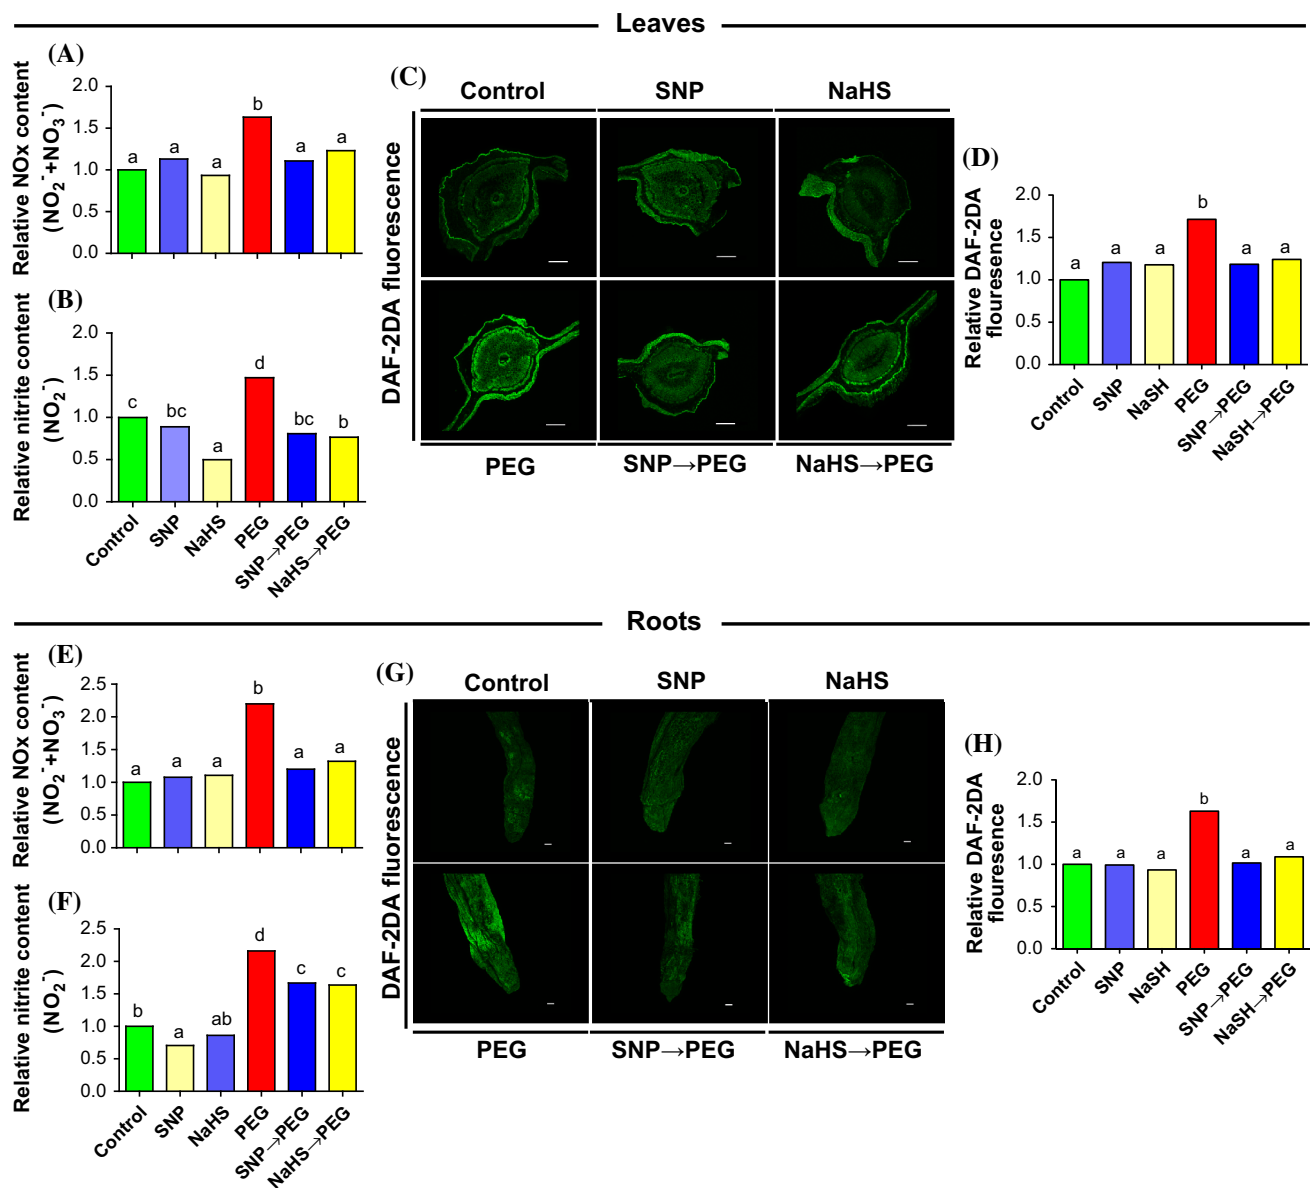 Leaves
(A)
Relative NOx content
(NO₂⁻+NO₃⁻)
2.0
1.5
1.0
0.5
0.0
a a a b a a
(B)
Relative nitrite content
(NO₂⁻)
2.0
1.5
1.0
0.5
0.0
c bc a d bc b
Control SNP NaHS PEG SNP→PEG NaHS→PEG
(C)
Control SNP NaHS
DAF-2DA fluorescence
PEG SNP→PEG NaHS→PEG
(D)
Relative DAF-2DA
flouresence
2.0
1.5
1.0
0.5
0.0
a a a b a a
Control SNP NaSH PEG SNP→PEG NaSH→PEG
Roots
(E)
Relative NOx content
(NO₂⁻+NO₃⁻)
2.5
2.0
1.5
1.0
0.5
0.0
a a a b a a
(F)
Relative nitrite content
(NO₂⁻)
2.5
2.0
1.5
1.0
0.5
0.0
b a ab d c c
Control SNP NaHS PEG SNP→PEG NaHS→PEG
(G)
Control SNP NaHS
DAF-2DA fluorescence
PEG SNP→PEG NaHS→PEG
(H)
Relative DAF-2DA
flouresence
2.0
1.5
1.0
0.5
0.0
a a a b a a
Control SNP NaSH PEG SNP→PEG NaSH→PEG